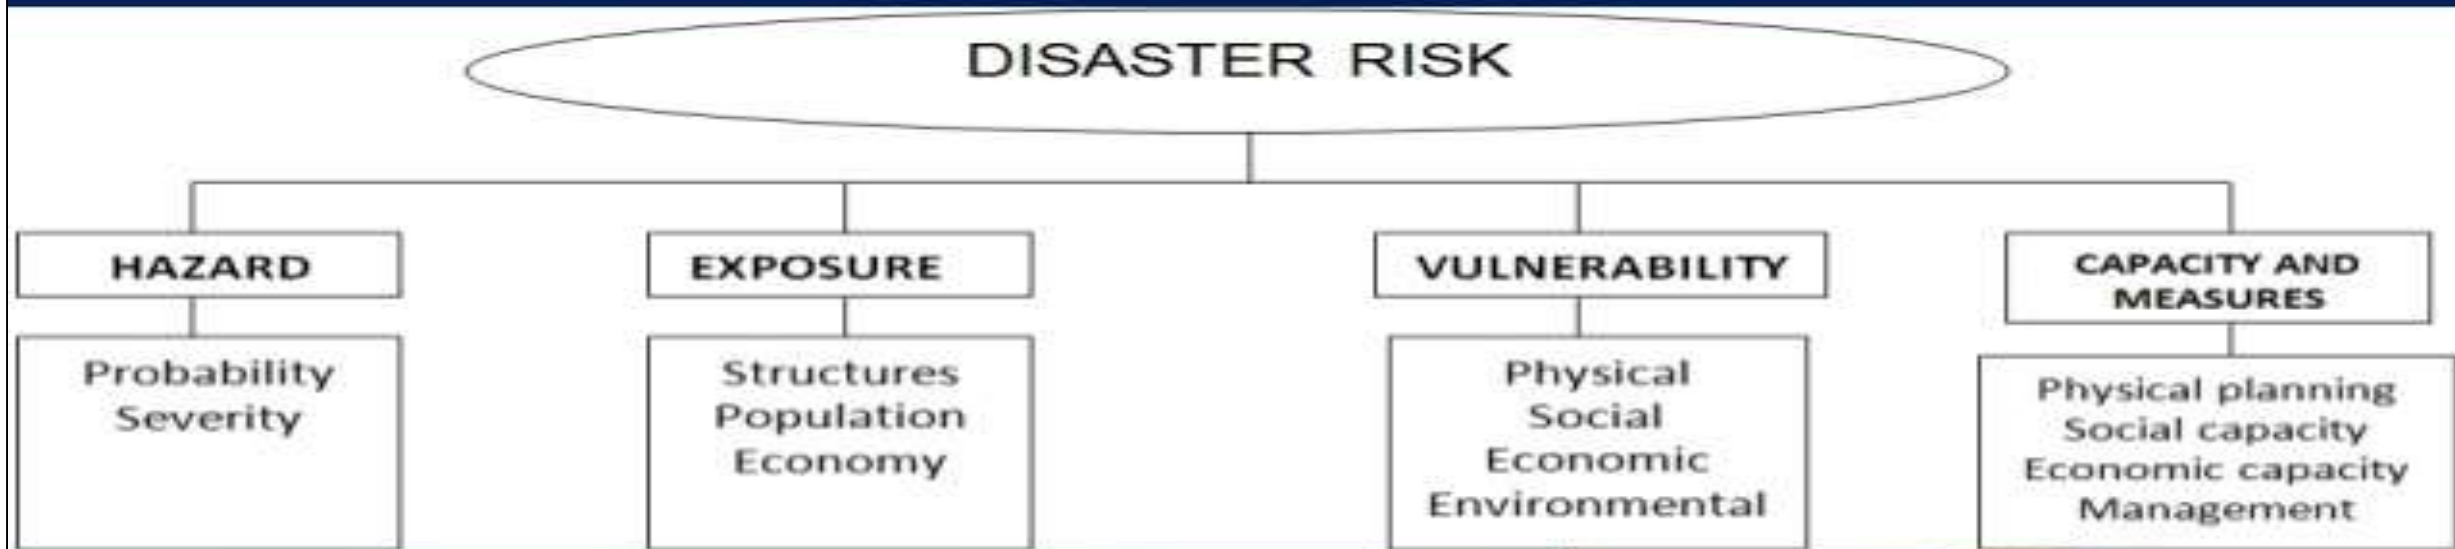 DISASTER RISK
HAZARD
Probability
Severity
EXPOSURE
Structures
Population
Economy
VULNERABILITY
Physical
Social
Economic
Environmental
CAPACITY AND
MEASURES
Physical planning
Social capacity
Economic capacity
Management